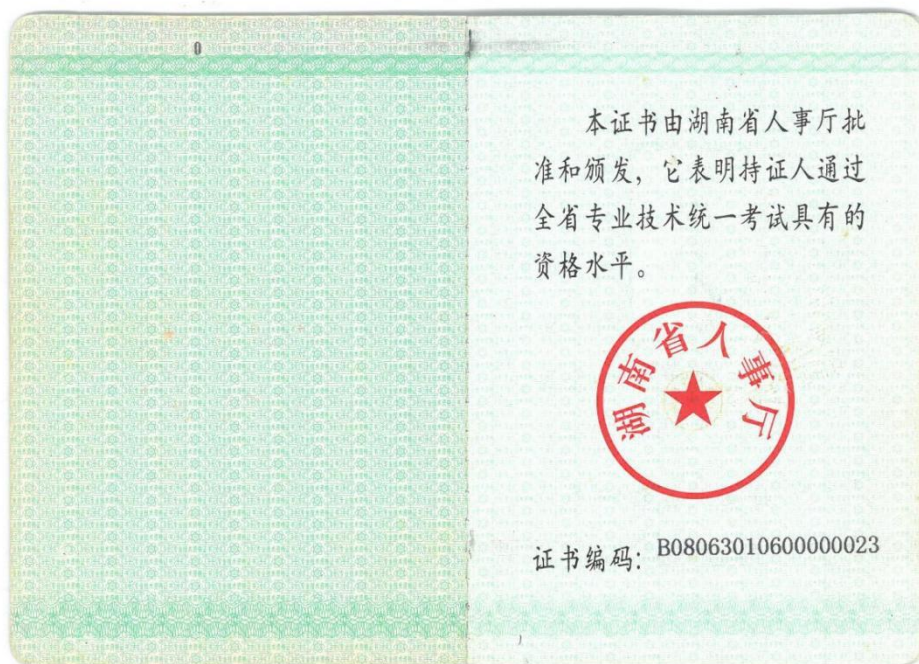 0
本证书由湖南省人事厅批
准和颁发，它表明持证人通过
全省专业技术统一考试具有的
资格水平。
湖南省人事厅
证书编码：B08063010600000023